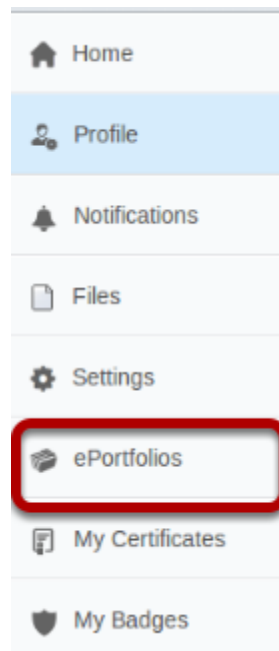 Home
Profile
Notifications
Files
Settings
ePortfolios
My Certificates
My Badges